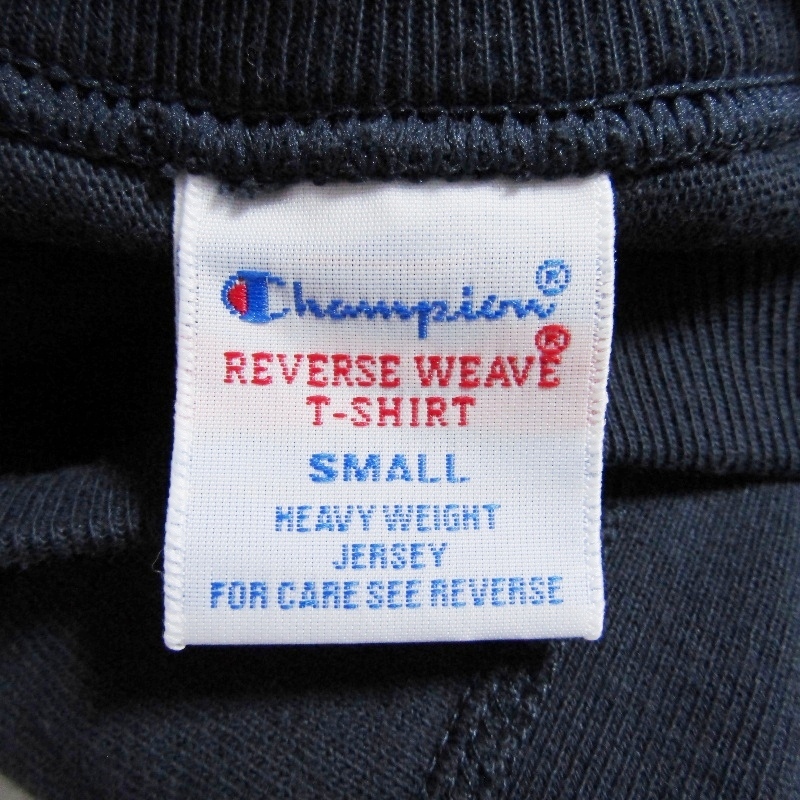 Champion®
REVERSE WEAVE®
T-SHIRT
SMALL
HEAVY WEIGHT
JERSEY
FOR CARE SEE REVERSE